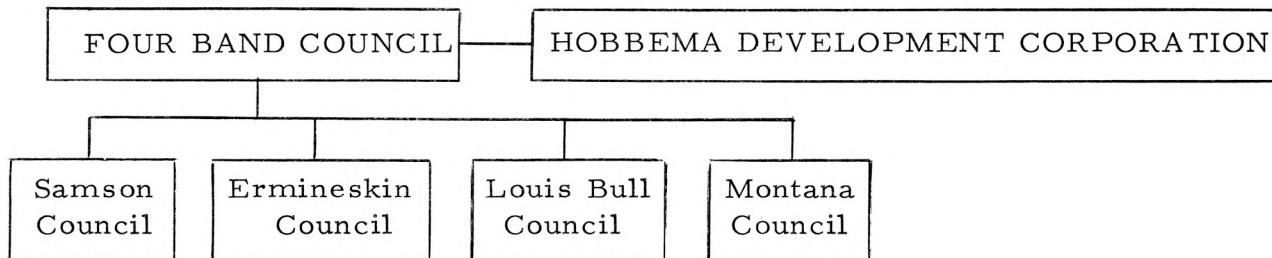 FOUR BAND COUNCIL
HOBBEMA DEVELOPMENT CORPORATION
Samson
Council
Ermineskin
Council
Louis Bull
Council
Montana
Council